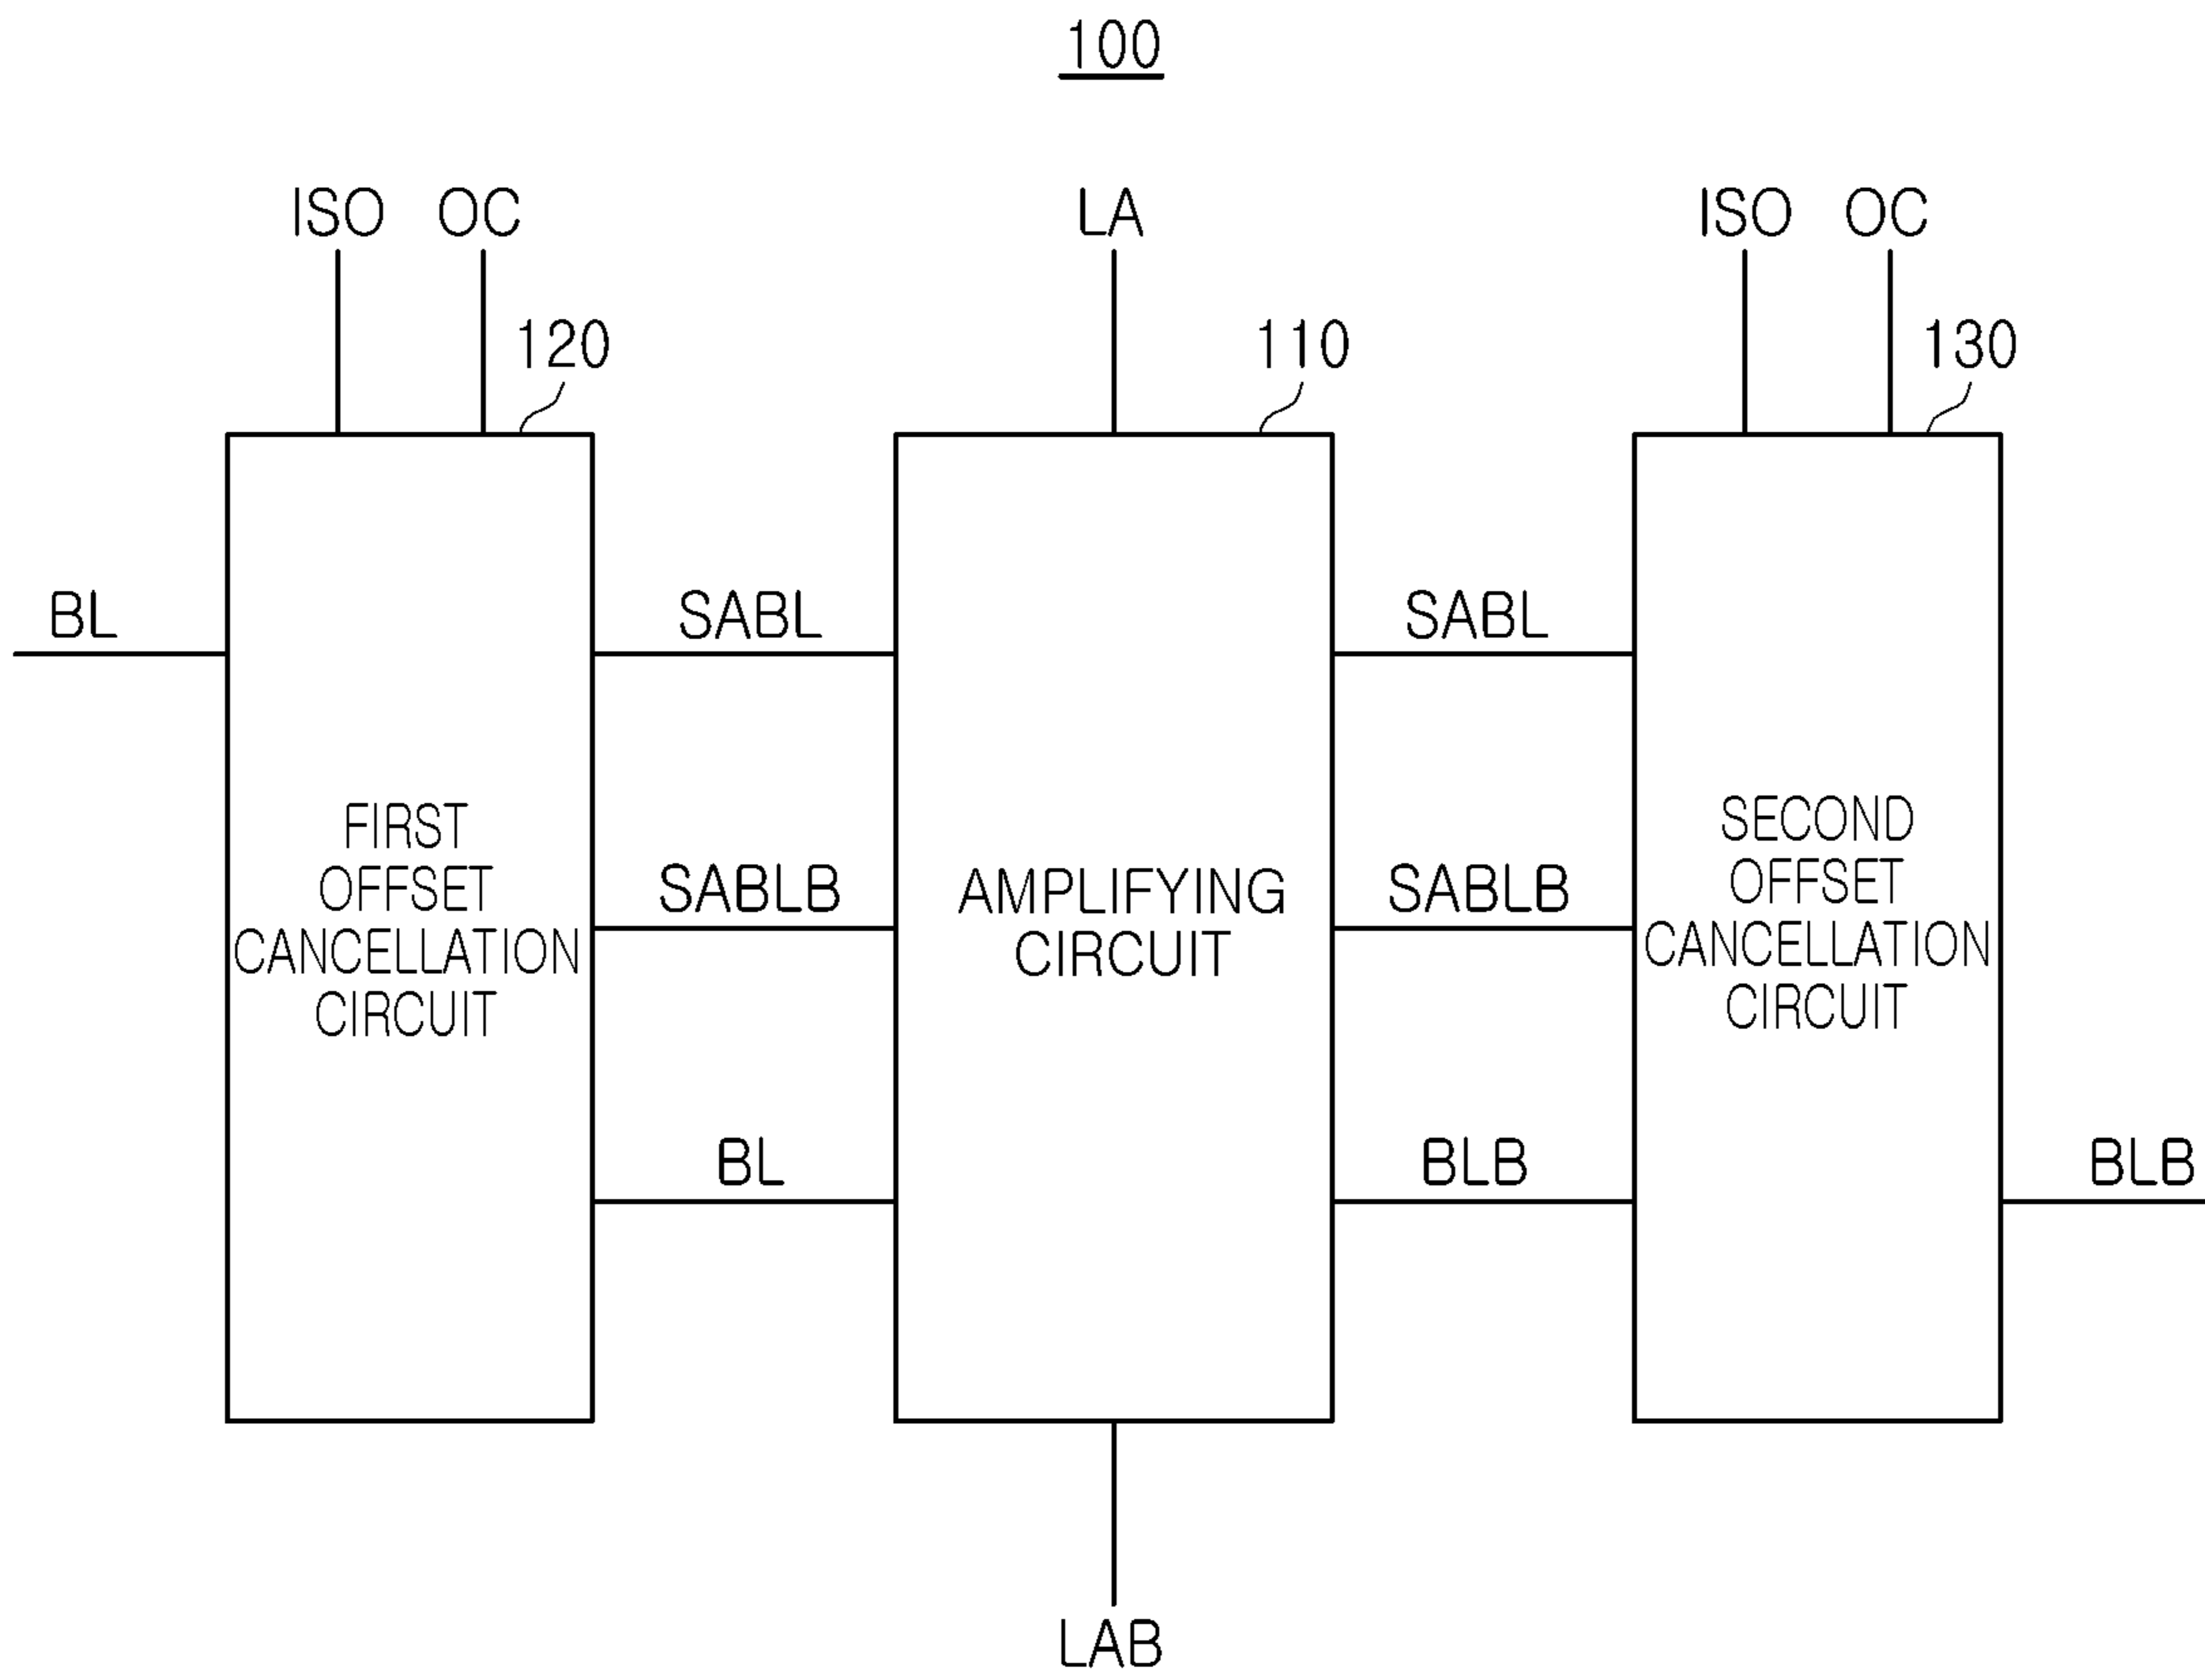 100
ISO OC
LA
ISO OC
120
110
130
BL
SABL
SABL
FIRST
OFFSET
CANCELLATION
CIRCUIT
SABLB
AMPLIFYING
CIRCUIT
SABLB
SECOND
OFFSET
CANCELLATION
CIRCUIT
BL
BLB
BLB
LAB